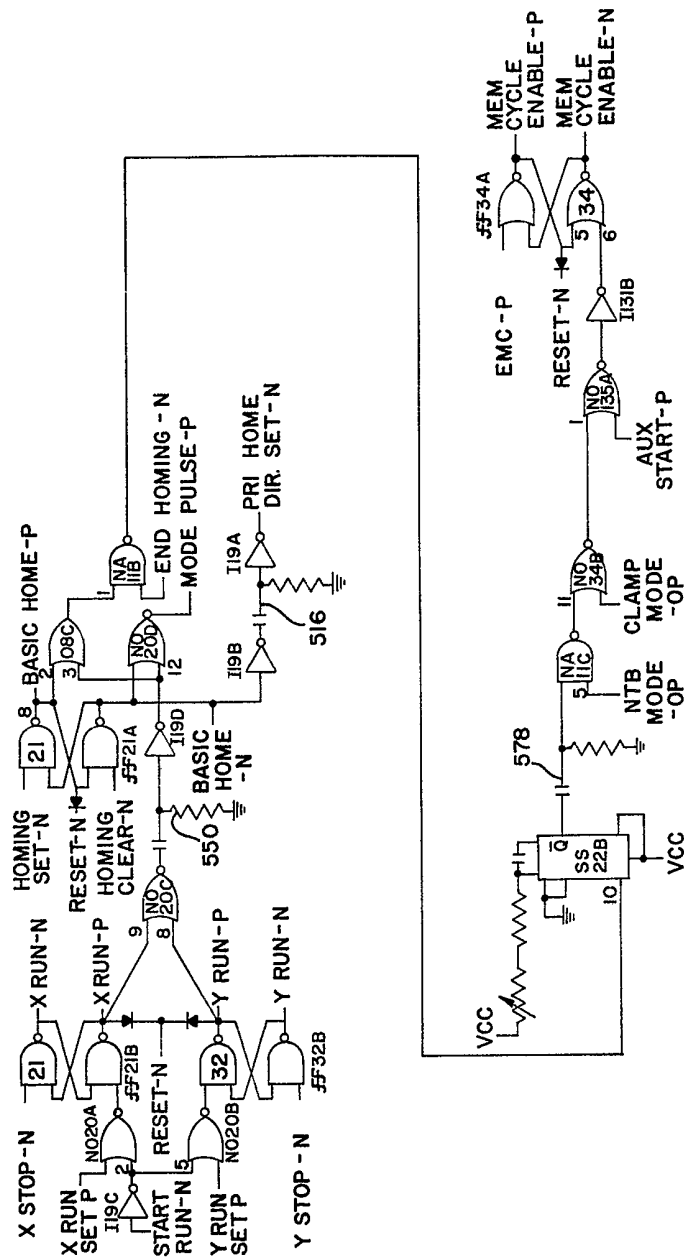 X STOP-N
X RUN SET P
I19C
START RUN-N
Y RUN SET P
Y STOP-N
2
5
NO20A
NO20B
21
X RUN-N
X RUN-P
FF21B
RESET-N
32
Y RUN-P
Y RUN-N
FF32B
9
8
NO 20C
550
HOMING SET-N
RESET-N
HOMING CLEAR-N
21
8
BASIC HOME-P
FF21A
I19D
BASIC HOME -N
2
3
08C
NO 20D
12
1
NA 11B
END HOMING-N
MODE PULSE-P
I19B
516
I19A
PRI HOME DIR. SET-N
VCC
10
Q
SS 22B
VCC
578
5
NA 11C
NTB MODE -OP
11
NO 34B
CLAMP MODE -OP
1
NO 135A
AUX START-P
I131B
EMC-P
RESET-N
FF34A
5
6
34
MEM CYCLE ENABLE-P
MEM CYCLE ENABLE-N